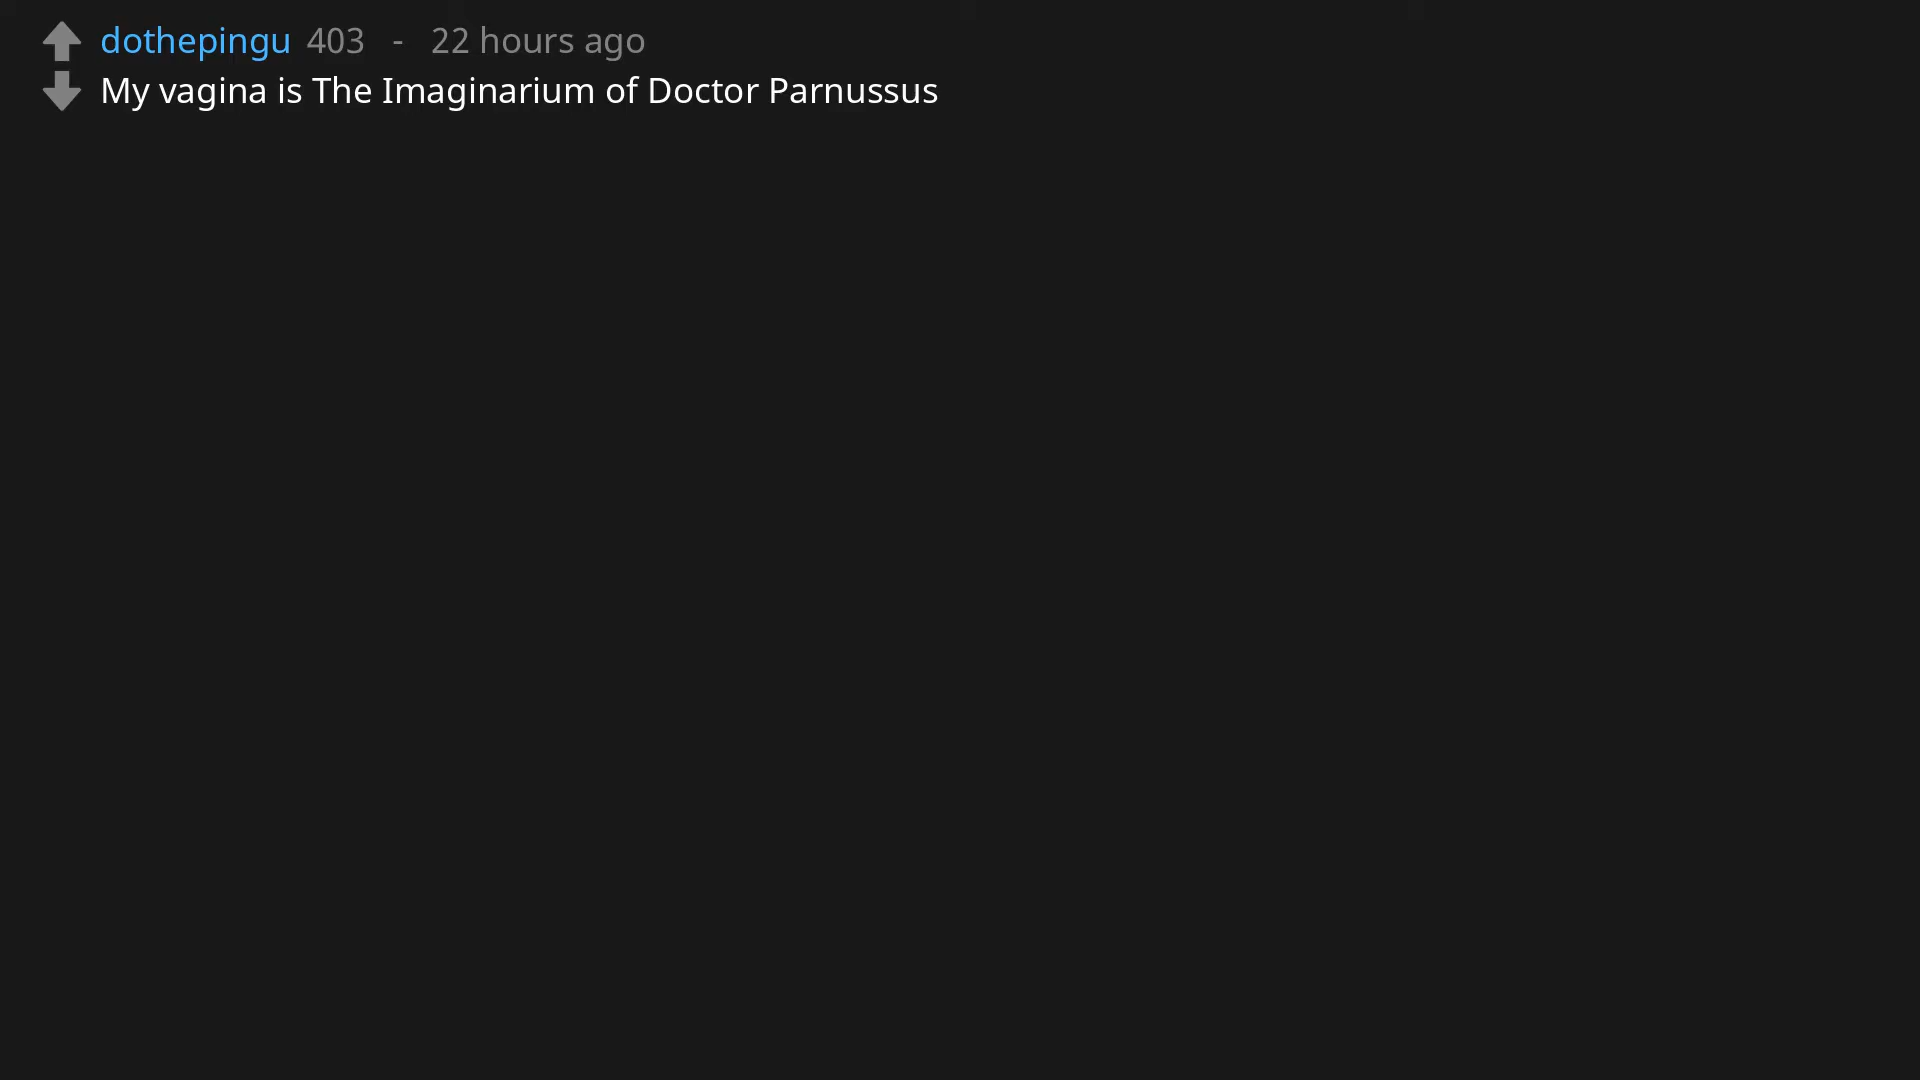 dothepingu 403 - 22 hours ago
My vagina is The Imaginarium of Doctor Parnussus